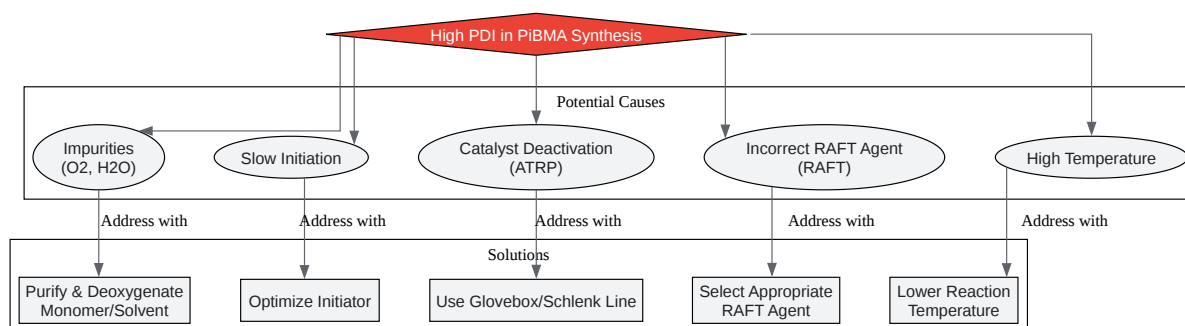 High PDI in PiBMA Synthesis
Potential Causes
Impurities
(O2, H2O)
Slow Initiation
Catalyst Deactivation
(ATRP)
Incorrect RAFT Agent
(RAFT)
High Temperature
Address with
Address with
Address with
Address with
Address with
Solutions
Purify & Deoxygenate
Monomer/Solvent
Optimize Initiator
Use Glovebox/Schlenk Line
Select Appropriate
RAFT Agent
Lower Reaction
Temperature